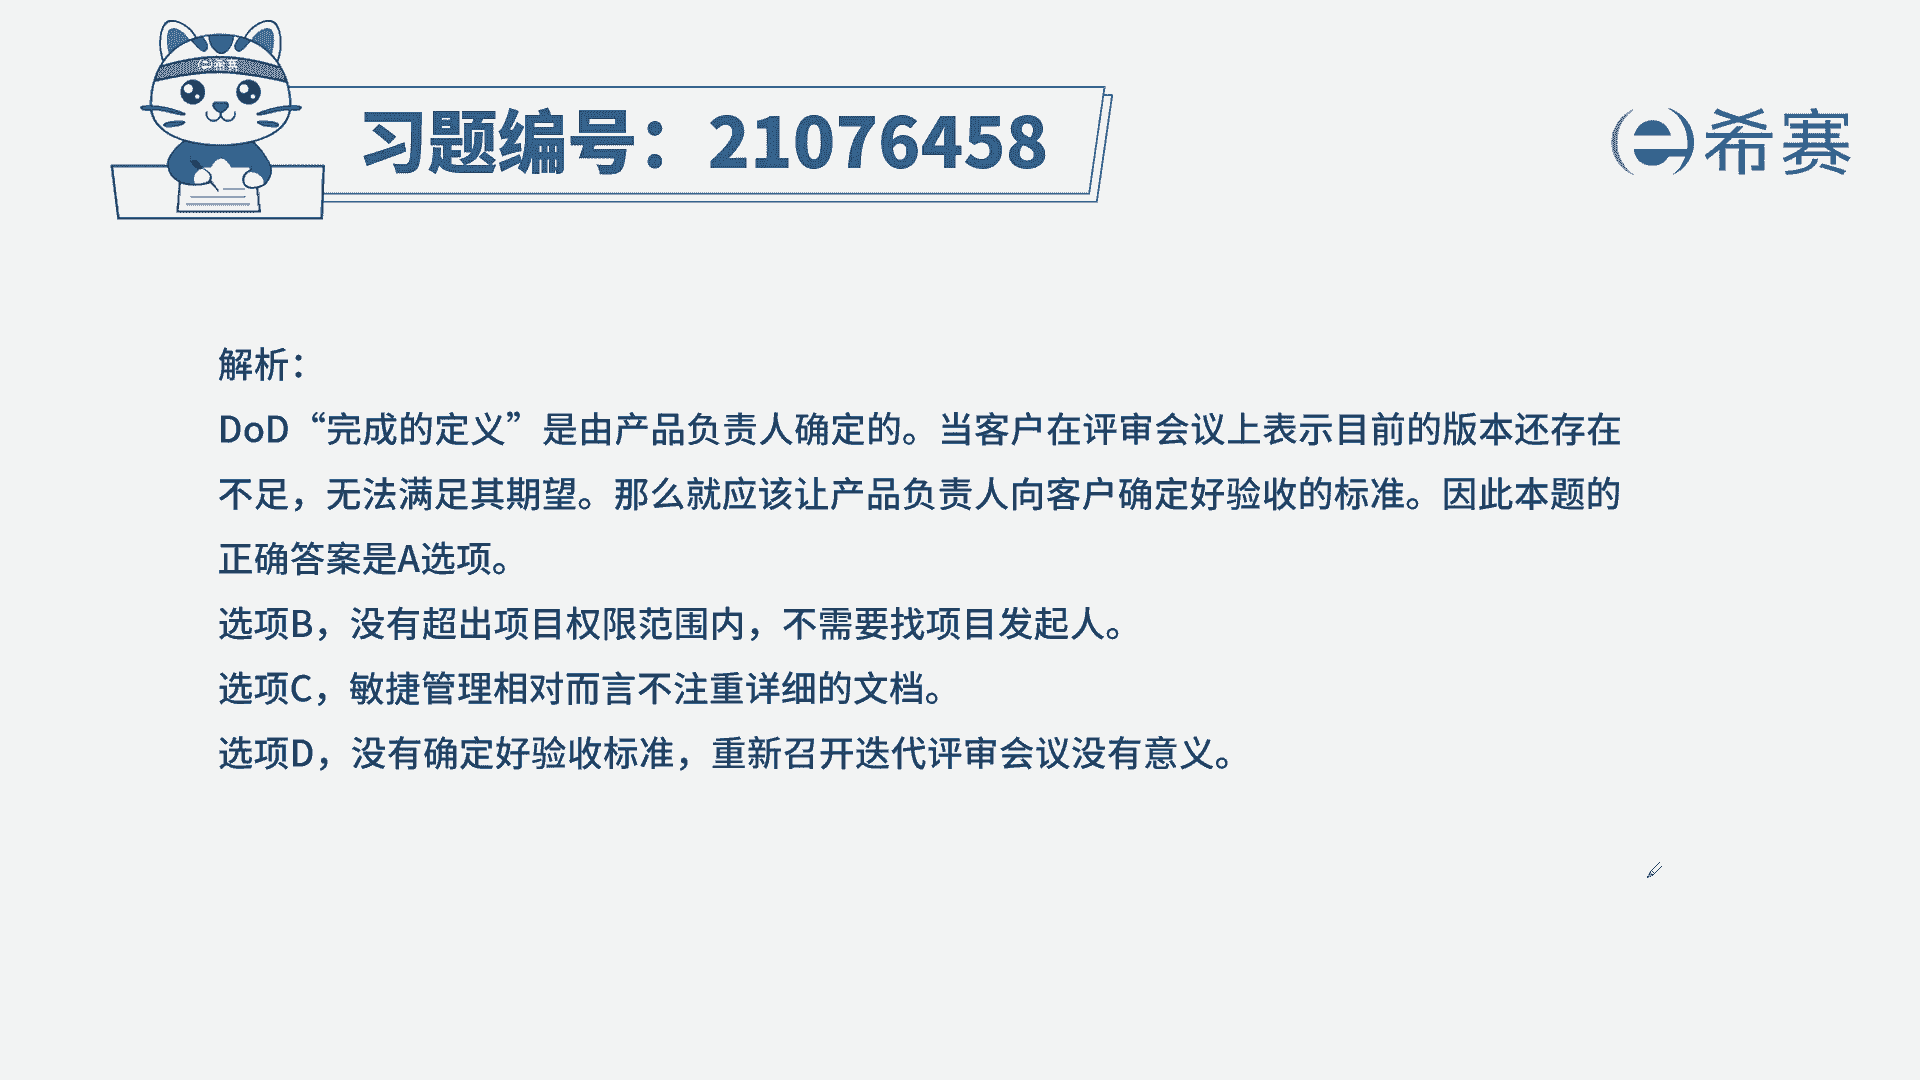 希赛
习题编号：21076458
希赛
解析：
DoD“完成的定义”是由产品负责人确定的。当客户在评审会议上表示目前的版本还存在
不足，无法满足其期望。那么就应该让产品负责人向客户确定好验收的标准。因此本题的
正确答案是A选项。
选项B，没有超出项目权限范围内，不需要找项目发起人。
选项C，敏捷管理相对而言不注重详细的文档。
选项D，没有确定好验收标准，重新召开迭代评审会议没有意义。